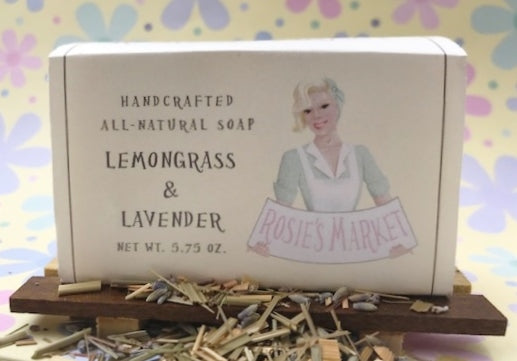 HANDCRAFTED
ALL-NATURAL SOAP
LEMONGRASS
&
LAVENDER
NET WT. 5.75 OZ.
ROSIE'S MARKET